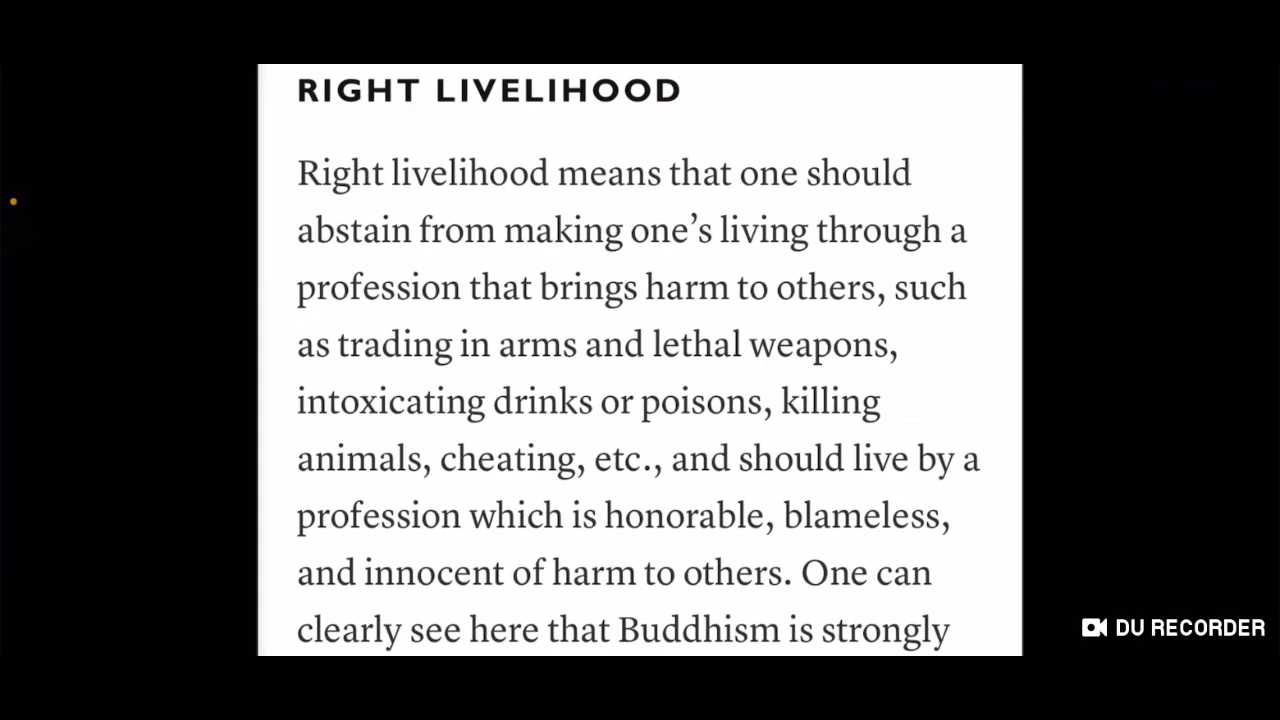 RIGHT LIVELIHOOD
Right livelihood means that one should
abstain from making one’s living through a
profession that brings harm to others, such
as trading in arms and lethal weapons,
intoxicating drinks or poisons, killing
animals, cheating, etc., and should live by a
profession which is honorable, blameless,
and innocent of harm to others. One can
clearly see here that Buddhism is strongly
DU RECORDER